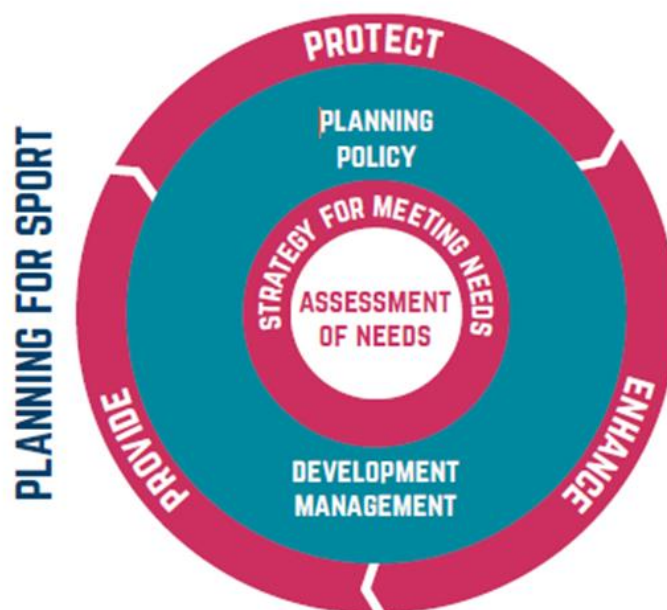 PLANNING FOR SPORT
PROTECT
PLANNING
POLICY
STRATEGY FOR MEETING NEEDS
ASSESSMENT
OF NEEDS
DEVELOPMENT
MANAGEMENT
PROVIDE
ENHANCE